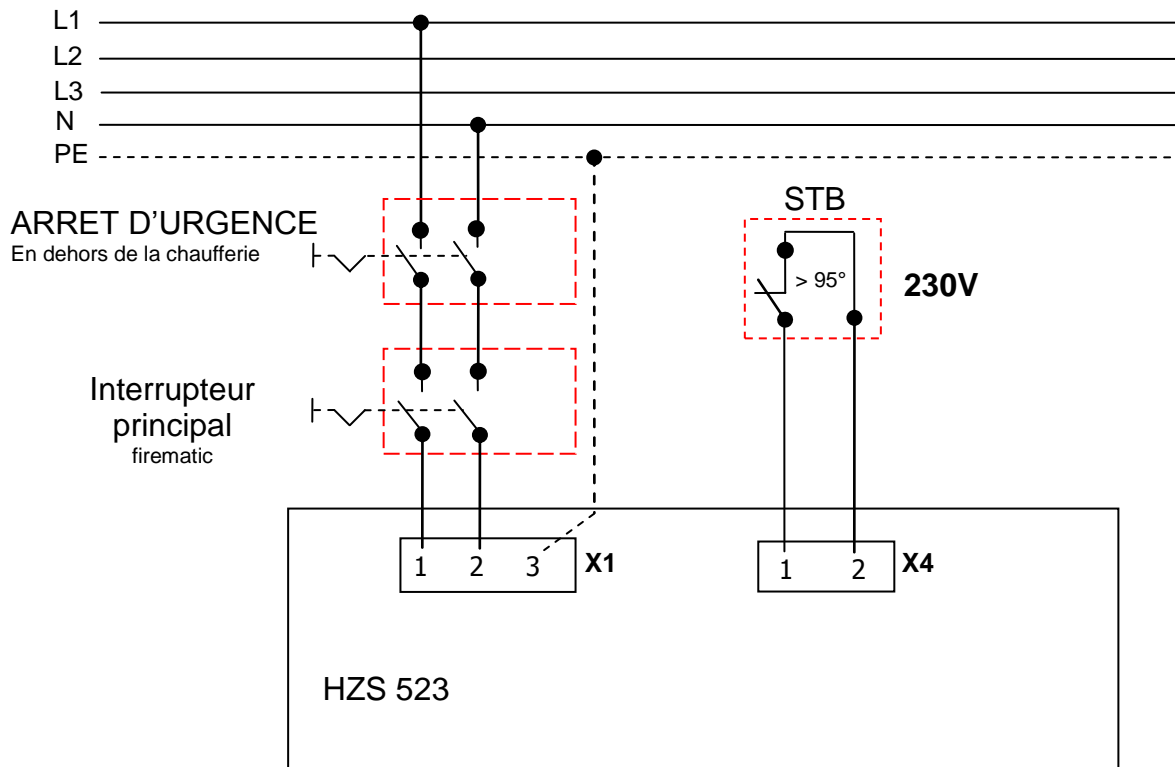 L1
L2
L3
N
PE
ARRET D'URGENCE
En dehors de la chaufferie
STB
> 95°
230V
Interrupteur
principal
firematic
1 2 3 X1
1 2 X4
HZS 523